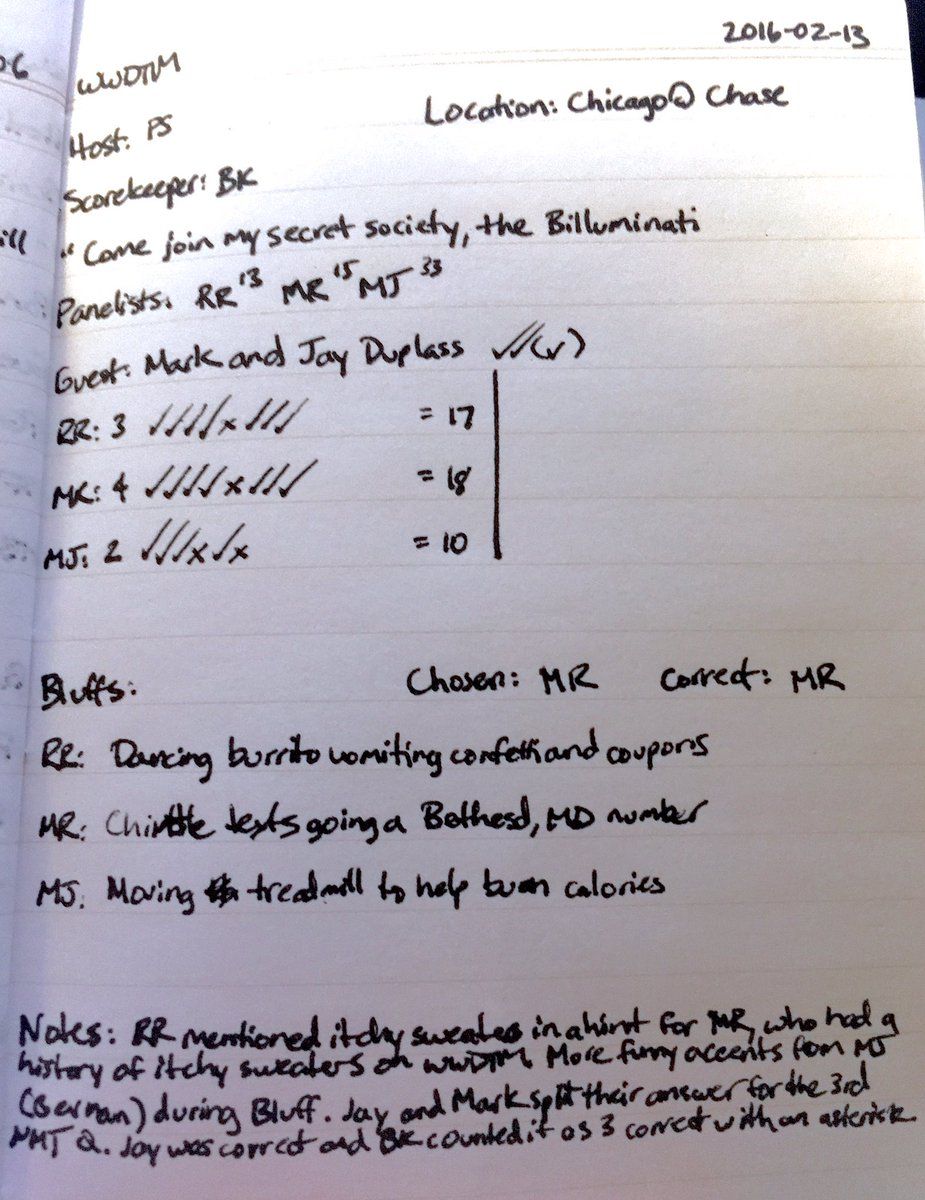 2016-02-13
06
WWDTM
Location: Chicago @ Chase
Host: PS
Scorekeeper: BK
ill
" Come join my secret society, the Billuminati
Panelists: RR 13 MR 15 MJ 33
Guest: Mark and Jay Duplass ✓✓(✓)
RR: 3 ✓✓✓✓x✓✓✓ = 17
MR: 4 ✓✓✓✓x✓✓✓ = 18
MJ: 2 ✓✓✓x✓x = 10
Bluffs: Chosen: MR Correct: MR
RR: Dancing burrito vomiting confetti and coupons
MR: texts going a Bethesd, MD number
MJ: Moving treadmill to help burn calories
Notes: RR mentioned itchy sweaters in a hint for MR, who had a
history of itchy sweaters on WWDTM. More funny accents from MJ
(German) during Bluff. Jay and Mark split their answer for the 3rd
NMJ Q. Jay was correct and BK counted it as 3 correct with an asterisk.